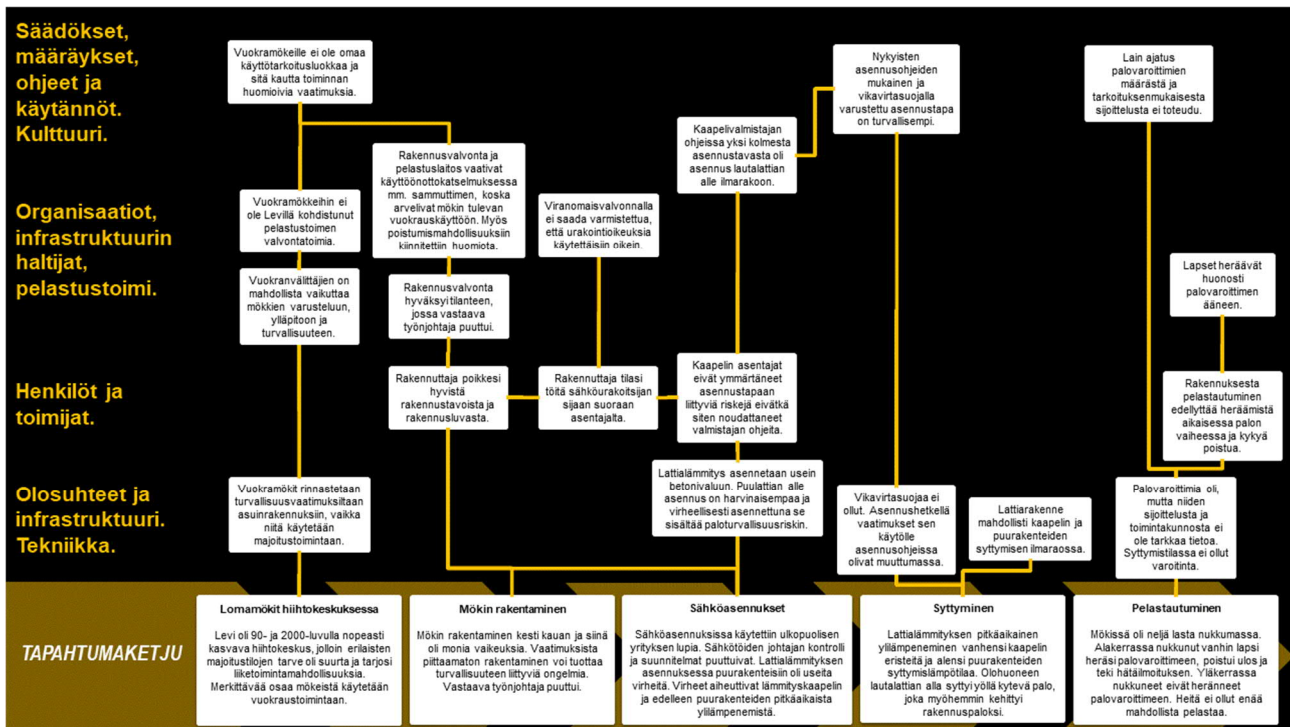 Säädökset,
määräykset,
ohjeet ja
käytännöt.
Kulttuuri.
Vuokramökeille ei ole omaa
käyttötarkoitusluokkaa ja
sitä kautta toiminnan
huomioivia vaatimuksia.
Nykyisten
asennusohjeiden
mukainen ja
vikavirtasuojalla
varustettu asennustapa
on turvallisempi.
Lain ajatus
palovaroittimien
määrästä ja
tarkoituksenmukaisesta
sijoittelusta ei toteudu.
Kaapelivalmistajan
ohjeissa yksi kolmesta
asennustavasta oli
asennus lautalattian
alle ilmarakoon.
Organisaatiot,
infrastruktuurin
haltijat,
pelastustoimi.
Vuokramökkeihin ei
ole Levillä kohdistunut
pelastustoimen
valvontatoimia.
Rakennusvalvonta ja
pelastuslaitos vaativat
käyttöönottokatselmuksessa
mm. sammuttimen, koska
arvelivat mökin tulevan
vuokrauskäyttöön. Myös
poistumismahdollisuuksiin
kiinnitettiin huomiota.
Viranomaisvalvonnalla
ei saada varmistettua,
että urakointioikeuksia
käytettäisiin oikein.
Vuokranvälittäjien on
mahdollista vaikuttaa
mökkien varusteluun,
ylläpitoon ja
turvallisuuteen.
Rakennusvalvonta
hyväksyi tilanteen,
jossa vastaava
työnjohtaja puuttui.
Lapset heräävät
huonosti
palovaroittimen
ääneen.
Henkilöt ja
toimijat.
Rakennuttaja poikkesi
hyvistä
rakennustavoista ja
rakennusluvasta.
Rakennuttaja tilasi
töitä sähköurakoitsijan
sijaan suoraan
asentajalta.
Kaapelin asentajat
eivät ymmärtäneet
asennustapaan
liittyviä riskejä eivätkä
siten noudattaneet
valmistajan ohjeita.
Rakennuksesta
pelastautuminen
edellyttää heräämistä
aikaisessa palon
vaiheessa ja kykyä
poistua.
Olosuhteet ja
infrastruktuuri.
Tekniikka.
Vuokramökit rinnastetaan
turvallisuusvaatimuksiltaan
asuinrakennuksiin, vaikka
niitä käytetään
majoitustoimintaan.
Lattialämmitys asennetaan usein
betonivaluun. Puulattian alle
asennus on harvinaisempaa ja
virheellisesti asennettuna se
sisältää paloturvallisuusriskin.
Vikavirtasuojaa ei
ollut. Asennushetkellä
vaatimukset sen
käytölle
asennusohjeissa
olivat muuttumassa.
Lattiarakenne
mahdollisti kaapelin ja
puurakenteiden
syttymisen ilmaraossa.
Palovaroittimia oli,
mutta niiden
sijoittelusta ja
toimintakunnosta ei
ole tarkkaa tietoa.
Syttymistilassa ei ollut
varoitinta.
TAPAHTUMAKETJU
Lomamökit hiihtokeskuksessa
Levi oli 90- ja 2000-luvulla nopeasti
kasvava hiihtokeskus, jolloin erilaisten
majoitustilojen tarve oli suurta ja tarjosi
liiketoimintamahdollisuuksia.
Merkittävää osaa mökeistä käytetään
vuokraustoimintaan.
Mökin rakentaminen
Mökin rakentaminen kesti kauan ja siinä
oli monia vaikeuksia. Vaatimuksista
piittaamaton rakentaminen voi tuottaa
turvallisuuteen liittyviä ongelmia.
Vastaava työnjohtaja puuttui.
Sähköasennukset
Sähköasennuksissa käytettiin ulkopuolisen
yrityksen lupia. Sähkötöiden johtajan kontrolli
ja suunnitelmat puuttuivat. Lattialämmityksen
asennuksessa puurakenteisiin oli useita
virheitä. Virheet aiheuttivat lämmityskaapelin
ja edelleen puurakenteiden pitkäaikaista
ylilämpenemistä.
Syttyminen
Lattialämmityksen pitkäaikainen
ylilämpeneminen vanhensi kaapelin
eristeitä ja alensi puurakenteiden
syttymislämpötilaa. Olohuoneen
lautalattian alla syttyi yöllä kytevä palo,
joka myöhemmin kehittyi
rakennuspaloksi.
Pelastautuminen
Mökissä oli neljä lasta nukkumassa.
Alakerrassa nukkunut vanhin lapsi
heräsi palovaroittimeen, poistui ulos ja
teki hätäilmoituksen. Yläkerrassa
nukkuneet eivät heränneet
palovaroittimeen. Heitä ei ollut enää
mahdollista pelastaa.